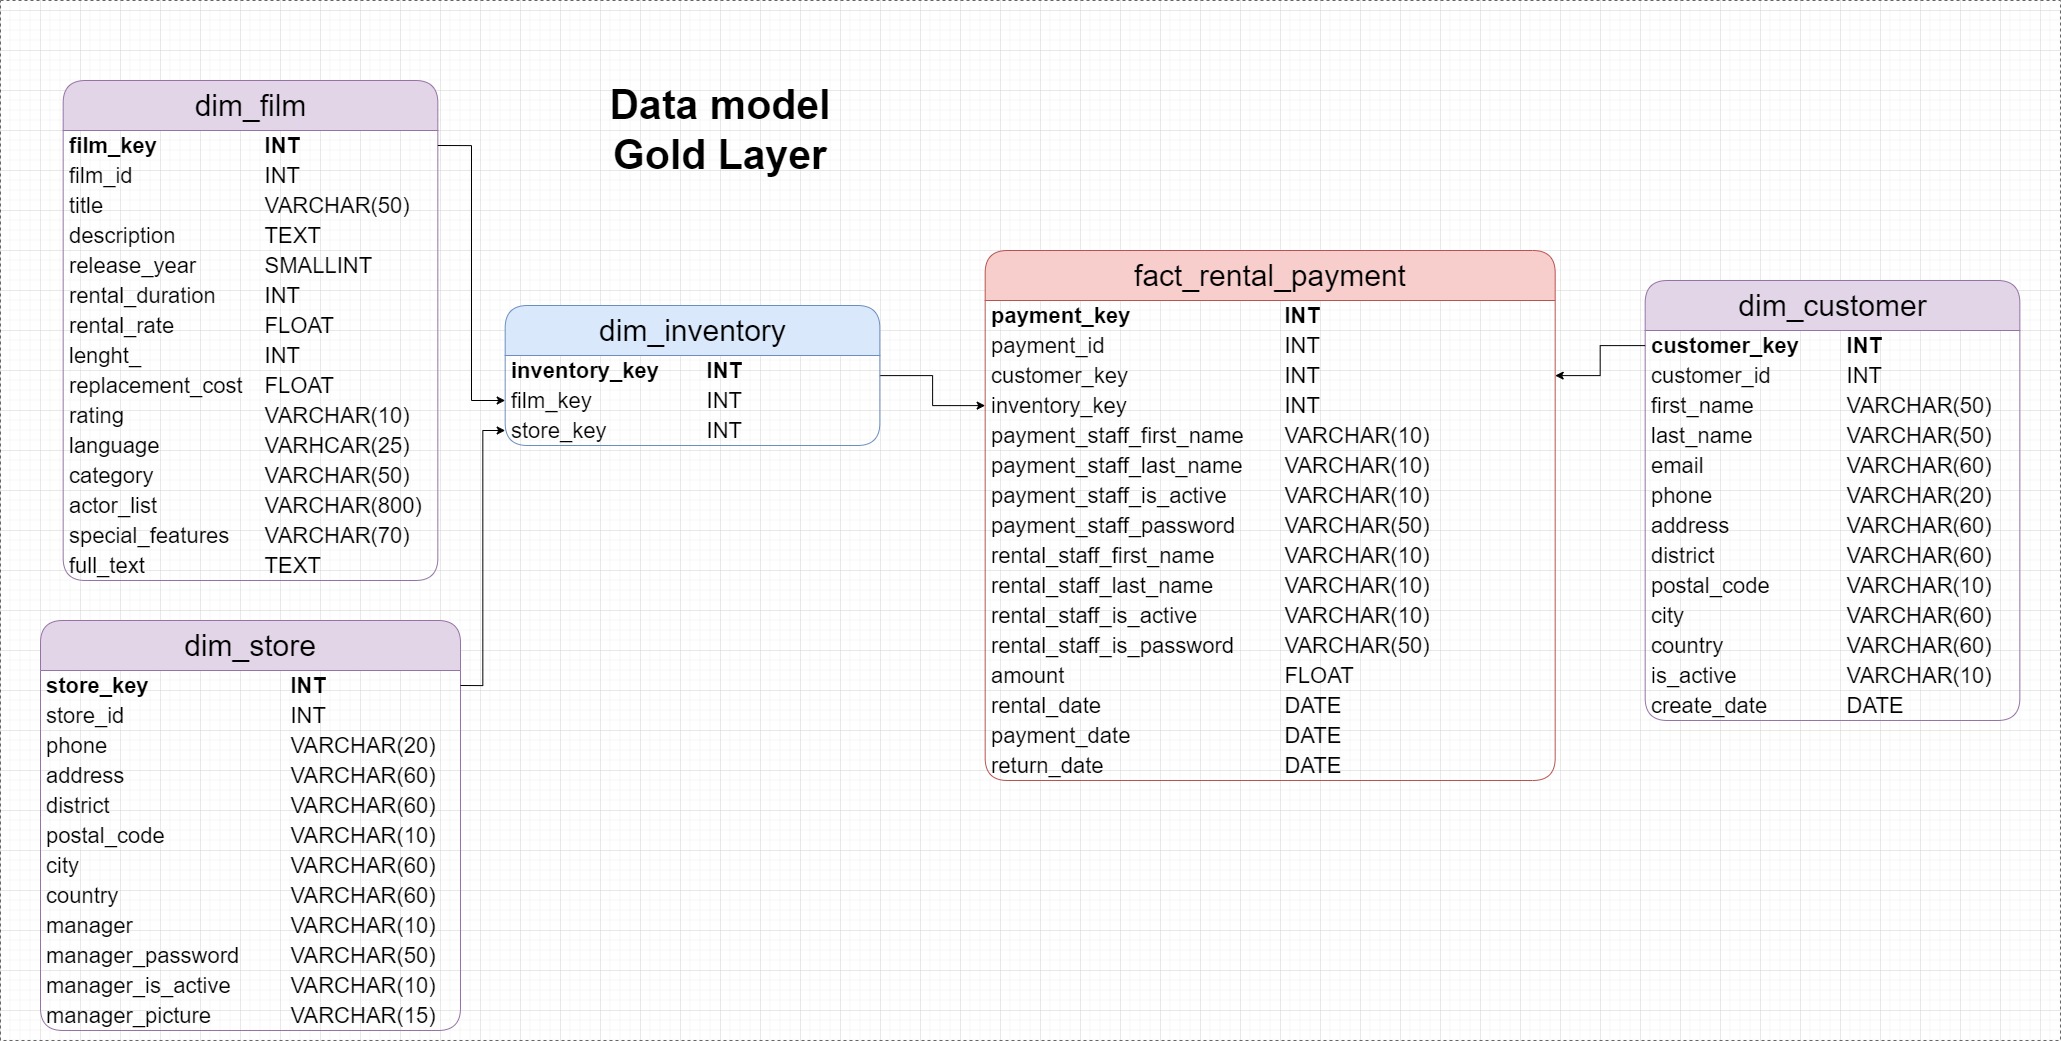 Data model
Gold Layer
dim_film
film_key INT
film_id INT
title VARCHAR(50)
description TEXT
release_year SMALLINT
rental_duration INT
rental_rate FLOAT
lenght_ INT
replacement_cost FLOAT
rating VARCHAR(10)
language VARHCAR(25)
category VARCHAR(50)
actor_list VARCHAR(800)
special_features VARCHAR(70)
full_text TEXT
dim_store
store_key INT
store_id INT
phone VARCHAR(20)
address VARCHAR(60)
district VARCHAR(60)
postal_code VARCHAR(10)
city VARCHAR(60)
country VARCHAR(60)
manager VARCHAR(10)
manager_password VARCHAR(50)
manager_is_active VARCHAR(10)
manager_picture VARCHAR(15)
dim_inventory
inventory_key INT
film_key INT
store_key INT
fact_rental_payment
payment_key INT
payment_id INT
customer_key INT
inventory_key INT
payment_staff_first_name VARCHAR(10)
payment_staff_last_name VARCHAR(10)
payment_staff_is_active VARCHAR(10)
payment_staff_password VARCHAR(50)
rental_staff_first_name VARCHAR(10)
rental_staff_last_name VARCHAR(10)
rental_staff_is_active VARCHAR(10)
rental_staff_is_password VARCHAR(50)
amount FLOAT
rental_date DATE
payment_date DATE
return_date DATE
dim_customer
customer_key INT
customer_id INT
first_name VARCHAR(50)
last_name VARCHAR(50)
email VARCHAR(60)
phone VARCHAR(20)
address VARCHAR(60)
district VARCHAR(60)
postal_code VARCHAR(10)
city VARCHAR(60)
country VARCHAR(60)
is_active VARCHAR(10)
create_date DATE